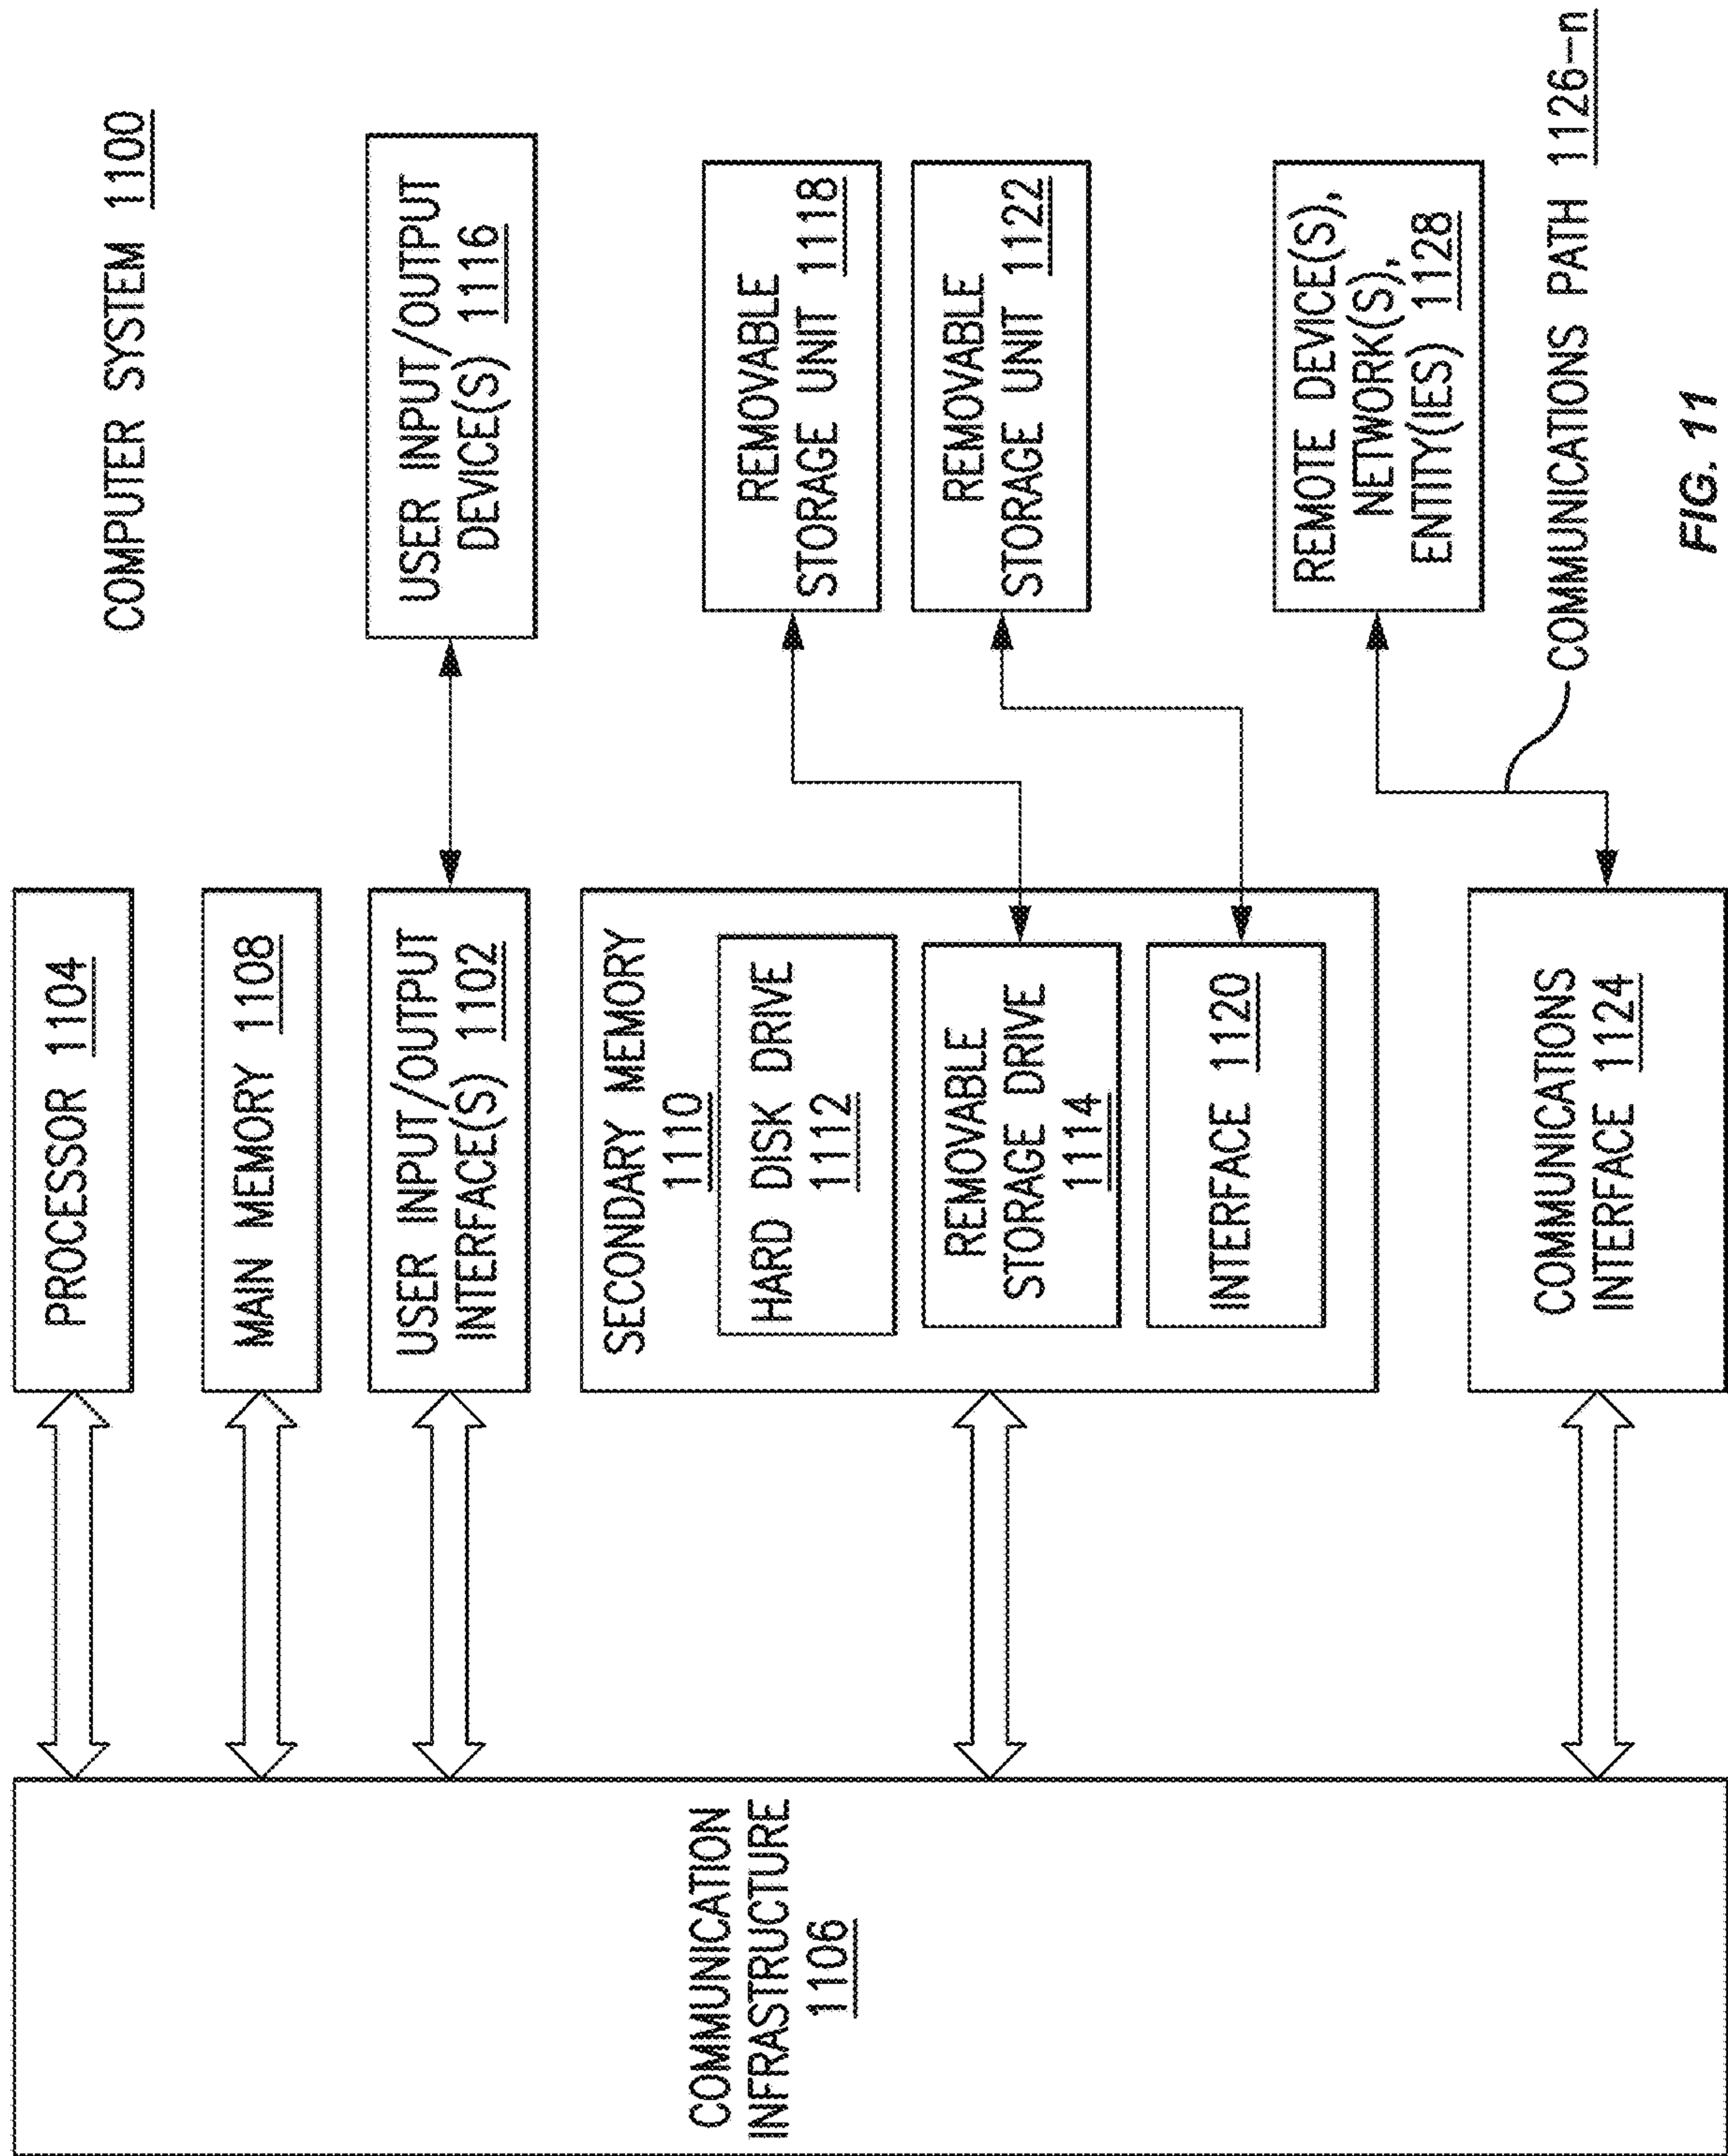 COMPUTER SYSTEM 1100
PROCESSOR 1104
MAIN MEMORY 1108
USER INPUT/OUTPUT
INTERFACE(S) 1102
USER INPUT/OUTPUT
DEVICE(S) 1116
COMMUNICATION
INFRASTRUCTURE
1106
SECONDARY MEMORY
1110
HARD DISK DRIVE
1112
REMOVABLE
STORAGE DRIVE
1114
INTERFACE 1120
REMOVABLE
STORAGE UNIT 1118
REMOVABLE
STORAGE UNIT 1122
COMMUNICATIONS
INTERFACE 1124
REMOTE DEVICE(S),
NETWORK(S),
ENTITY(IES) 1128
COMMUNICATIONS PATH 1126-n
FIG. 11